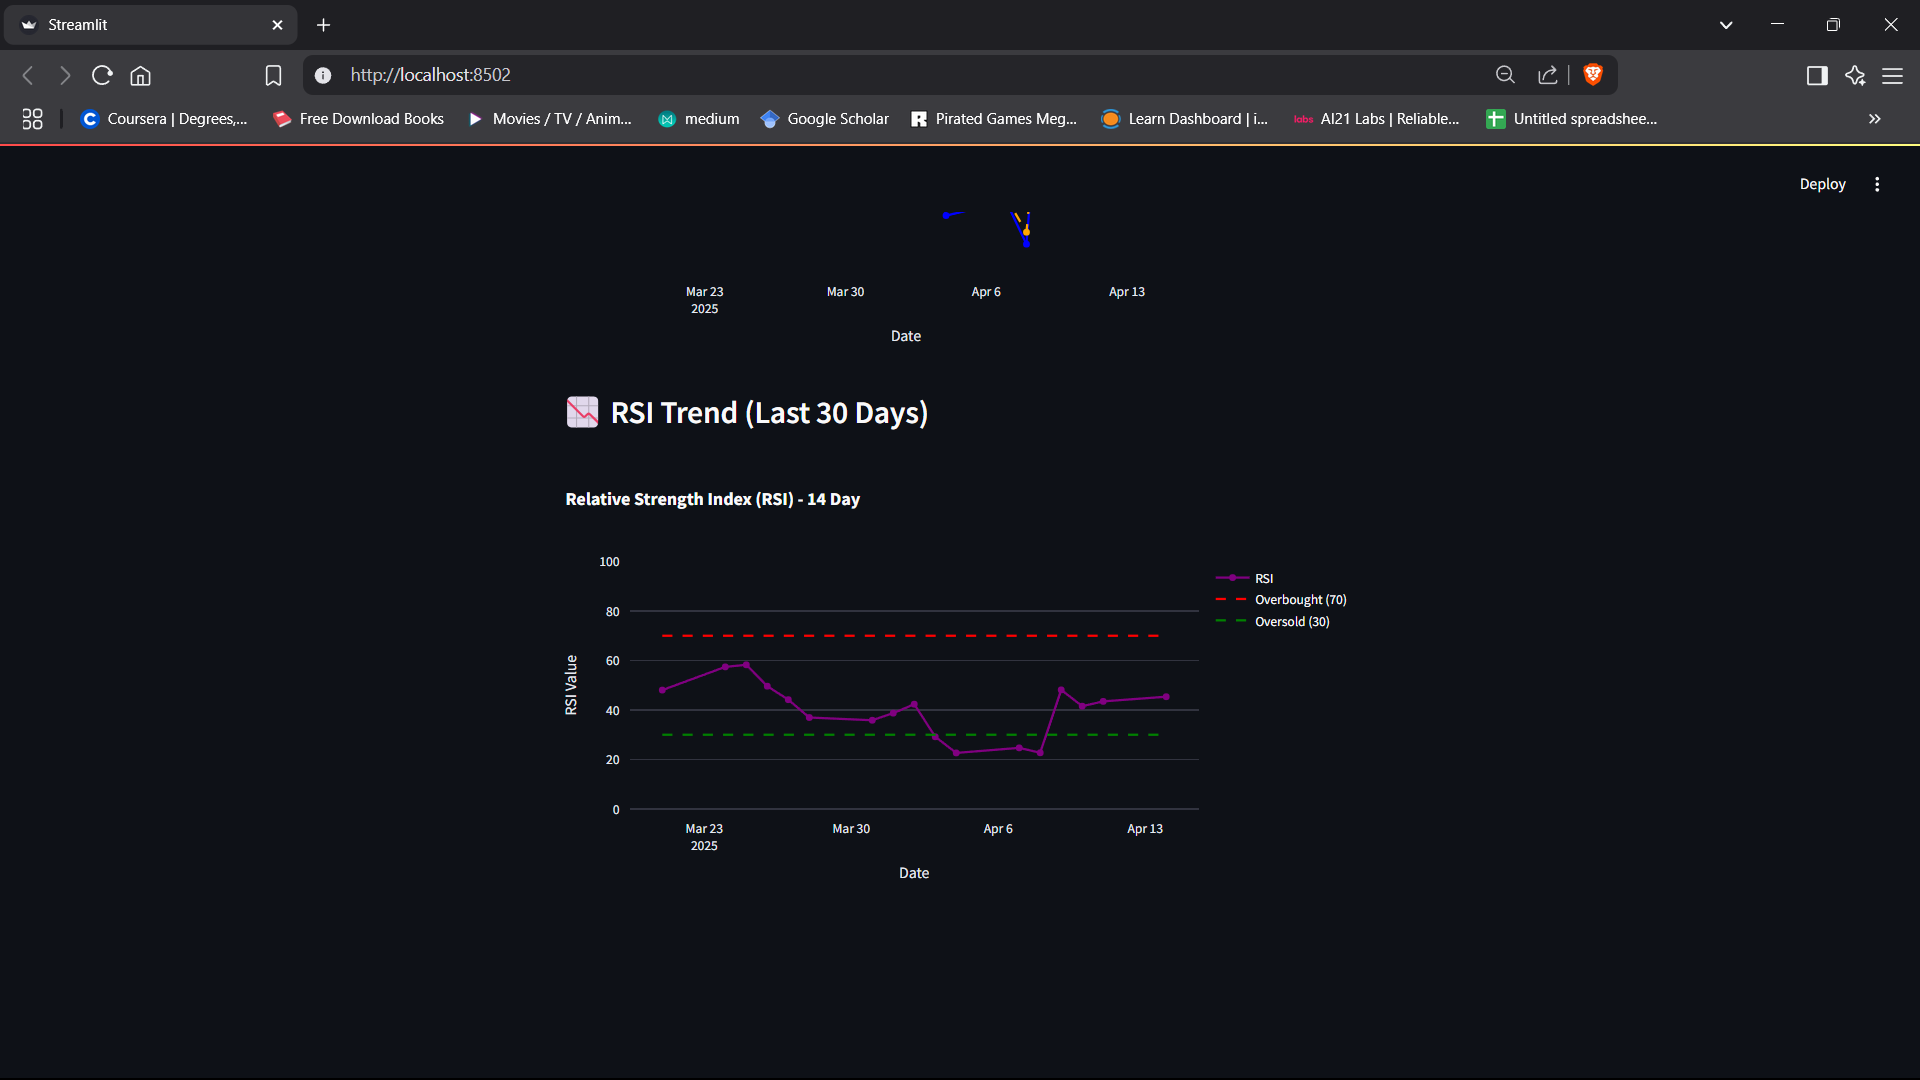 Streamlit
http://localhost:8502
Coursera | Degrees,...
Free Download Books
Movies / TV / Anim...
medium
Google Scholar
Pirated Games Meg...
Learn Dashboard | i...
labs
AI21 Labs | Reliable...
Untitled spreadshee...
Deploy
Mar 23
2025
Mar 30
Apr 6
Apr 13
Date
RSI Trend (Last 30 Days)
Relative Strength Index (RSI) - 14 Day
RSI Value
100
80
60
40
20
0
Mar 23
2025
Mar 30
Apr 6
Apr 13
Date
RSI
Overbought (70)
Oversold (30)